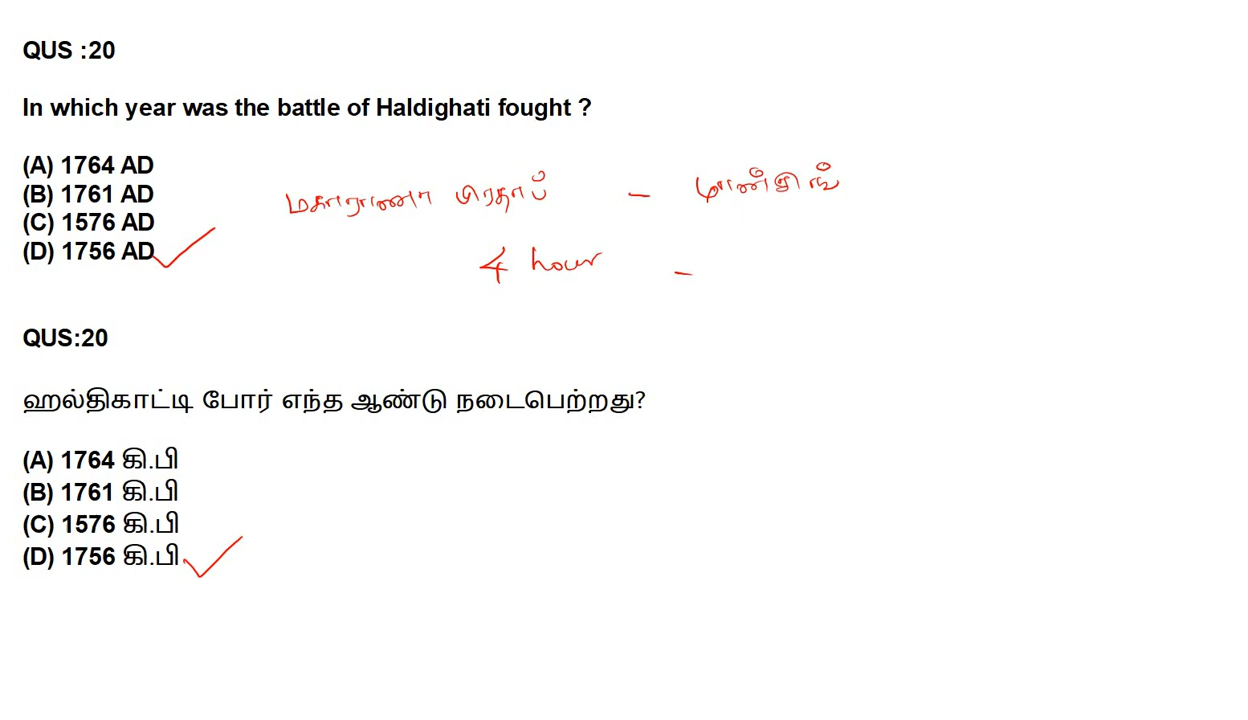 QUS :20
In which year was the battle of Haldighati fought ?
(A) 1764 AD
(B) 1761 AD
(C) 1576 AD
(D) 1756 AD
மகாராணா பிரதாப் - மான்சிங்
4 hour -
QUS:20
ஹல்திகாட்டி போர் எந்த ஆண்டு நடைபெற்றது?
(A) 1764 கி.பி
(B) 1761 கி.பி
(C) 1576 கி.பி
(D) 1756 கி.பி